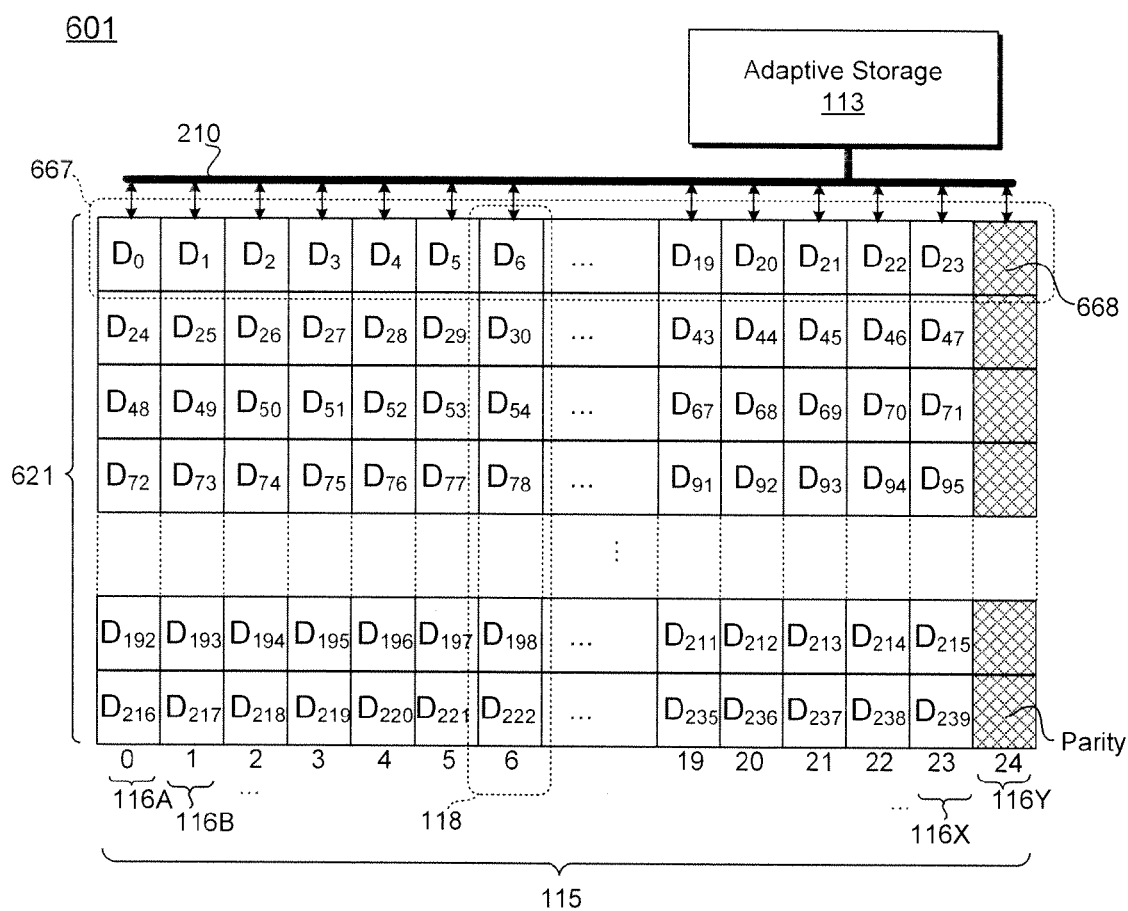 601
Adaptive Storage
113
210
667
D0 D1 D2 D3 D4 D5 D6 ... D19 D20 D21 D22 D23
668
D24 D25 D26 D27 D28 D29 D30 ... D43 D44 D45 D46 D47
D48 D49 D50 D51 D52 D53 D54 D67 D68 D69 D70 D71
621
D72 D73 D74 D75 D76 D77 D78 ... D91 D92 D93 D94 D95
⋮
D192 D193 D194 D195 D196 D197 D198 ... D211 D212 D213 D214 D215
D216 D217 D218 D219 D220 D221 D222 ... D235 D236 D237 D238 D239
Parity
0 1 2 3 4 5 6 19 20 21 22 23 24
116A 116B ... 118 ... 116X 116Y
115